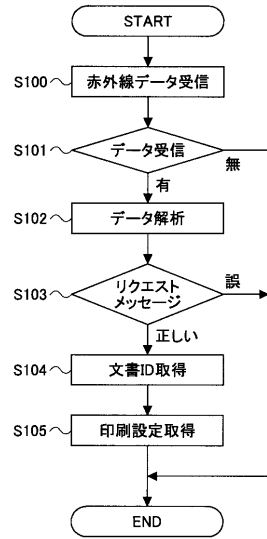 START
S100 赤外線データ受信
S101 データ受信
無
有
S102 データ解析
S103 リクエスト
メッセージ
誤
正しい
S104 文書ID取得
S105 印刷設定取得
END